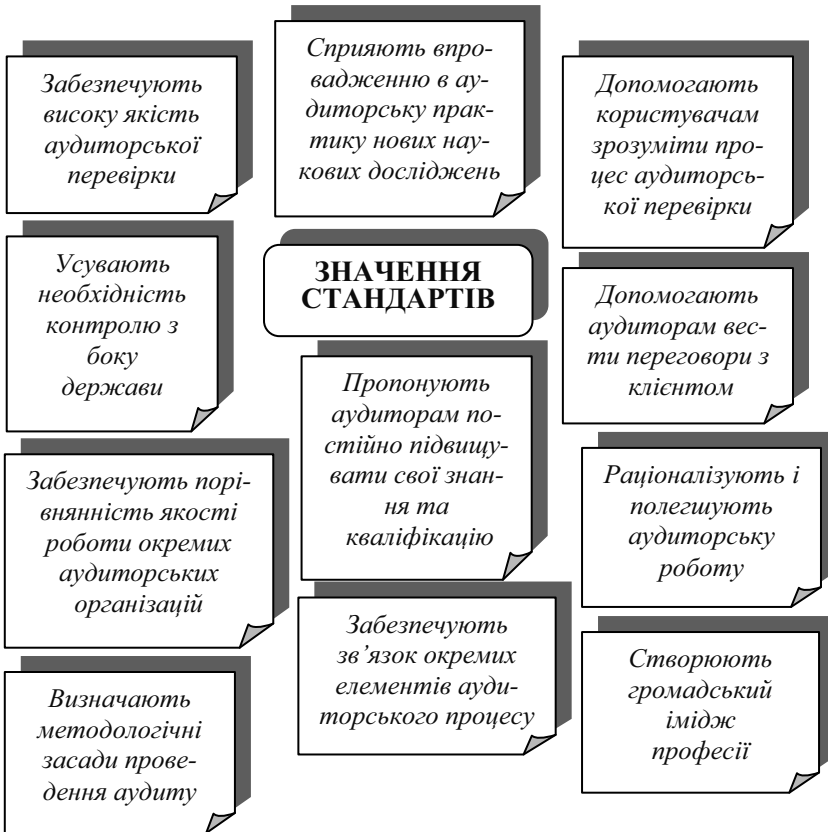 Забезпечують
високу якість
аудиторської
перевірки
Сприяють впро-
вадженню в ау-
диторську прак-
тику нових нау-
кових досліджень
Допомогають
користувачам
зрозуміти про-
цес аудиторсь-
кої перевірки
Усувають
необхідність
контролю з
боку
держави
ЗНАЧЕННЯ
СТАНДАРТІВ
Допомогають
аудиторам вес-
ти переговори з
клієнтом
Пропонують
аудиторам по-
стійно підвищу-
вати свої знан-
ня та
кваліфікацію
Забезпечують порі-
внянність якості
роботи окремих
аудиторських
організацій
Раціоналізують і
полегшують
аудиторську
роботу
Забезпечують
зв’язок окремих
елементів ауди-
торського процесу
Визначають
методологічні
засади прове-
дення аудиту
Створюють
громадський
імідж
професії